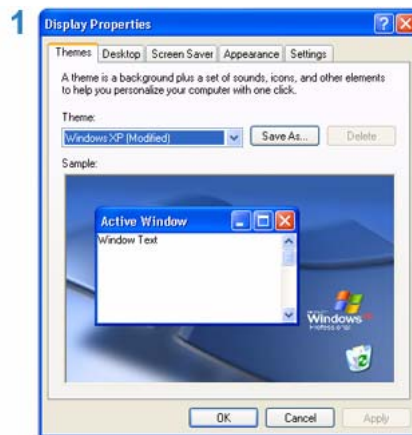 1
Display Properties
Themes Desktop Screen Saver Appearance Settings
A theme is a background plus a set of sounds, icons, and other elements
to help you personalize your computer with one click.
Theme:
Windows XP (Modified) Save As... Delete
Sample:
Active Window
Window Text
Windows
Professional
OK Cancel Apply